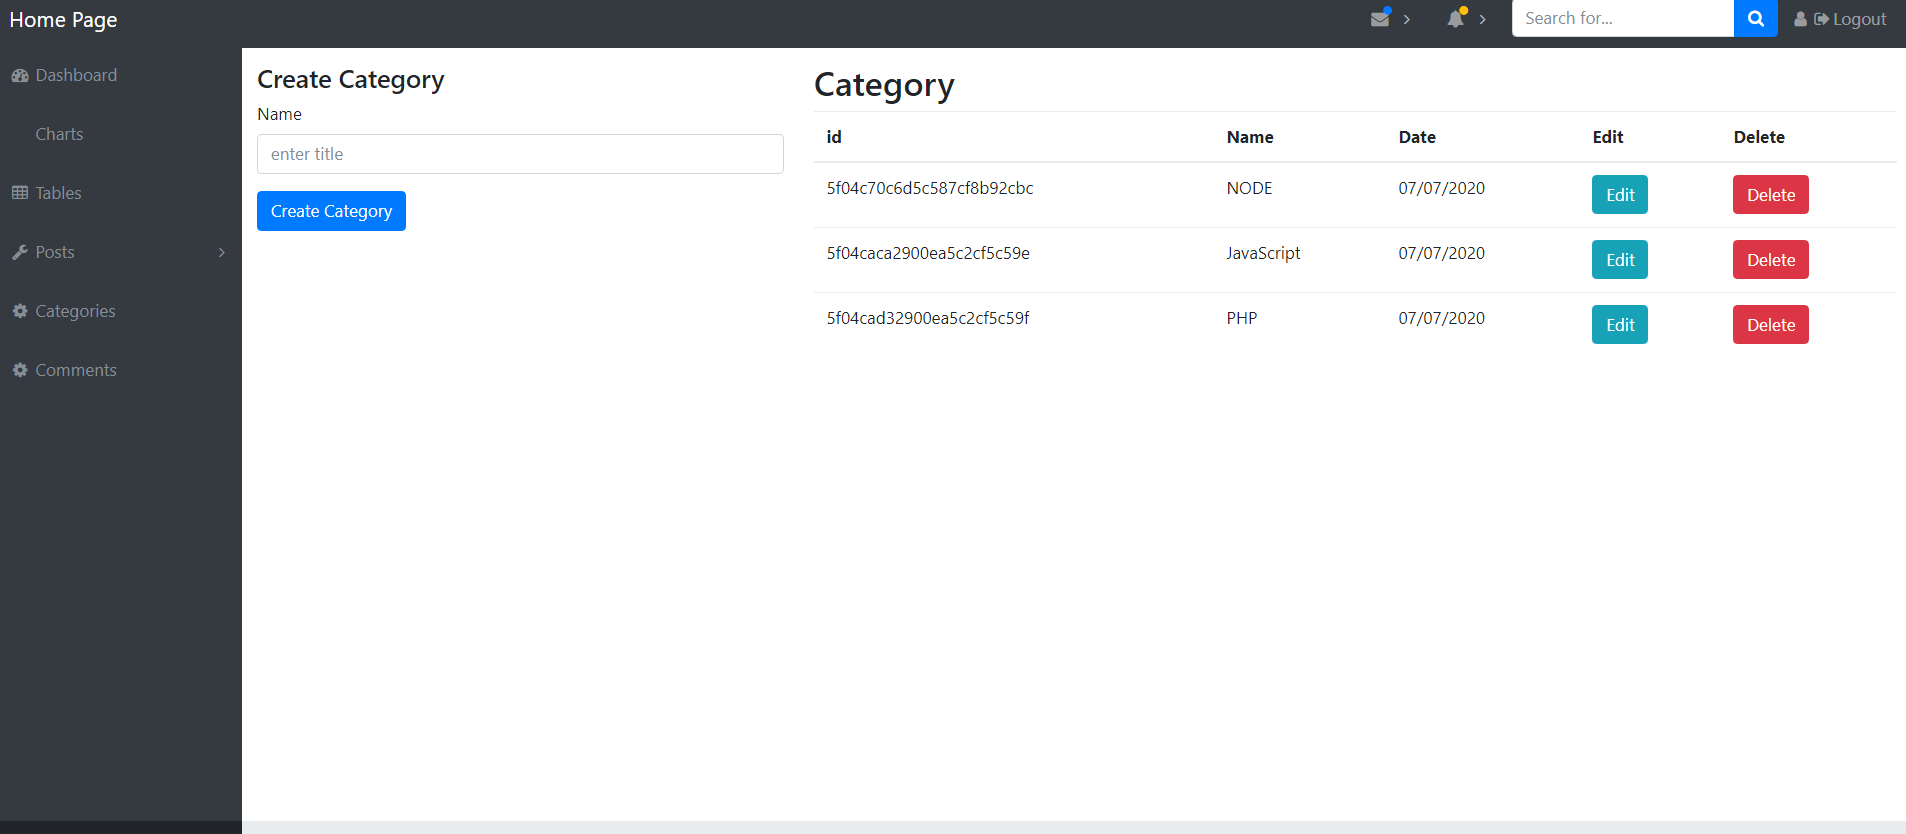 Home Page
Search for...
Logout
Dashboard
Charts
Tables
Posts
Categories
Comments
Create Category
Name
enter title
Create Category
Category
id Name Date Edit Delete
5f04c70c6d5c587cf8b92cbc NODE 07/07/2020 Edit Delete
5f04caca2900ea5c2cf5c59e JavaScript 07/07/2020 Edit Delete
5f04cad32900ea5c2cf5c59f PHP 07/07/2020 Edit Delete